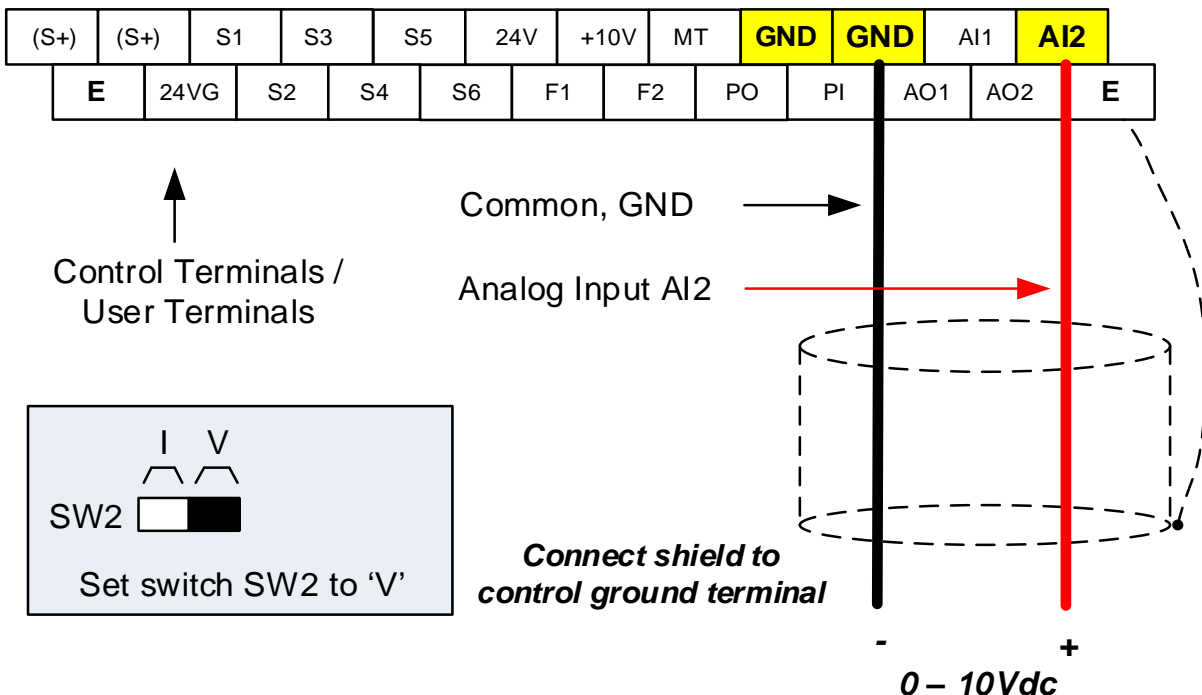 (S+) (S+) S1 S3 S5 24V +10V MT GND GND AI1 AI2
E 24VG S2 S4 S6 F1 F2 PO PI AO1 AO2 E
Common, GND
Control Terminals /
User Terminals
Analog Input AI2
I V
SW2
Set switch SW2 to ‘V’
Connect shield to
control ground terminal
- +
0 – 10Vdc